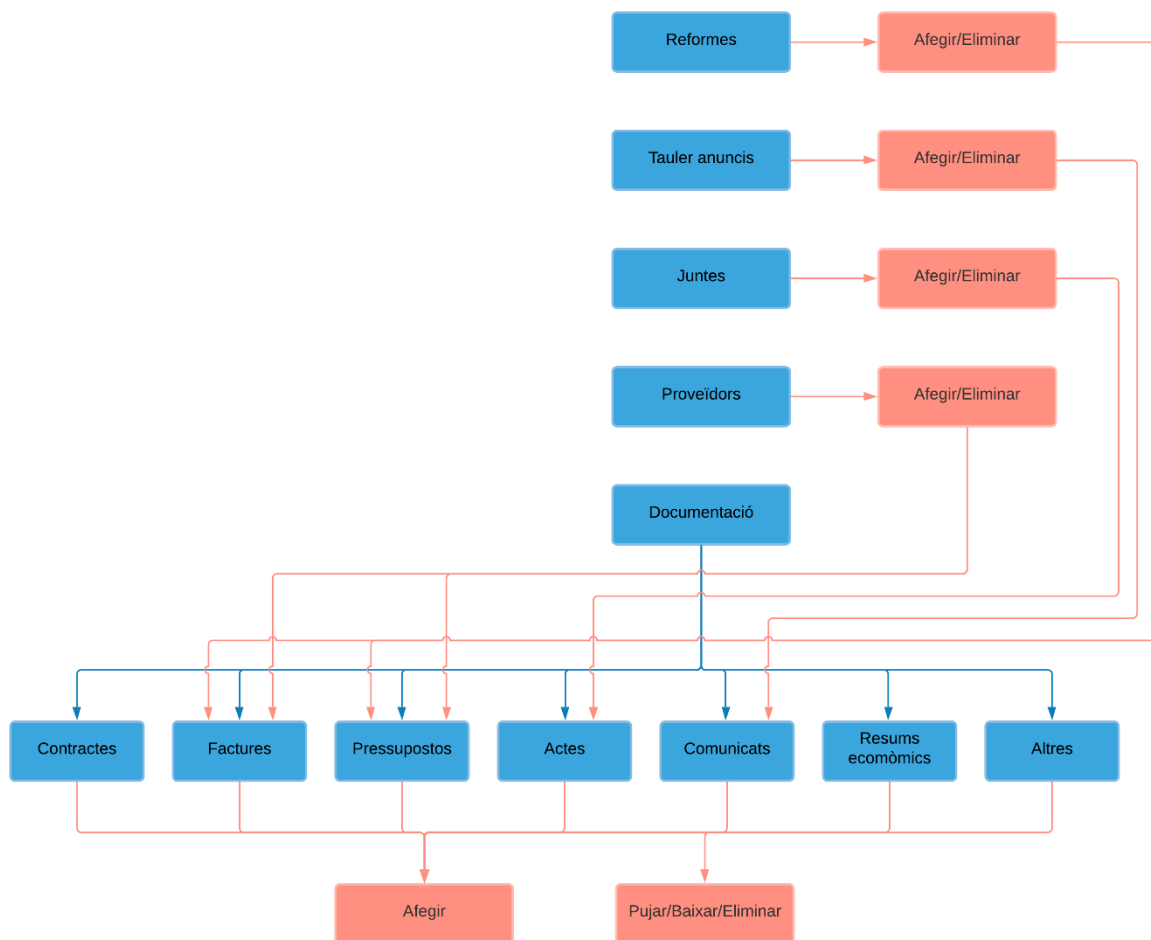 Reformes
Afegir/Eliminar
Tauler anuncis
Afegir/Eliminar
Juntes
Afegir/Eliminar
Proveïdors
Afegir/Eliminar
Documentació
Contractes
Factures
Pressupostos
Actes
Comunicats
Resums
ecomòmics
Altres
Afegir
Pujar/Baixar/Eliminar